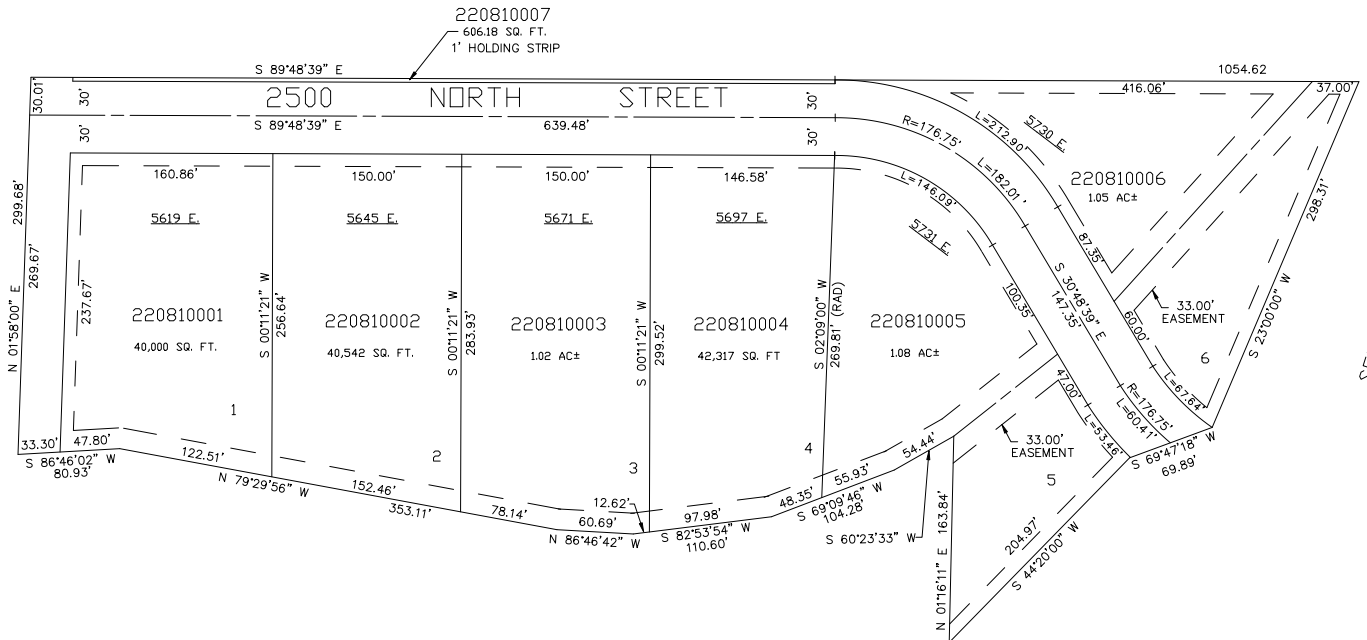 220810007
606.18 SQ. FT.
1' HOLDING STRIP
S 89°48'39" E
1054.62
30.01'
30'
2500 NORTH STREET
30'
416.06'
37.00'
S 89°48'39" E
639.48'
30'
30'
R=176.75'
L=212.90'
5730 E.
L=182.01'
L=146.09'
220810006
1.05 AC±
160.86'
150.00'
150.00'
146.58'
5619 E.
5645 E.
5671 E.
5697 E.
5731 E.
299.68'
269.67'
N 01°58'00" E
237.67'
S 00°11'21" W
256.64'
S 00°11'21" W
283.93'
S 00°11'21" W
299.52'
S 02°09'00" W
269.81' (RAD)
87.35'
298.31'
S 23°00'00" W
S 30°48'39" E
147.35'
100.35'
60.00'
33.00'
EASEMENT
220810001
40,000 SQ. FT.
220810002
40,542 SQ. FT.
220810003
1.02 AC±
220810004
42,317 SQ. FT
220810005
1.08 AC±
6
L=67.64'
R=176.75'
L=60.41'
47.00'
L=53.46'
1
2
3
4
5
33.30'
47.80'
S 86°46'02" W
80.93'
122.51'
N 79°29'56" W
152.46'
353.11'
78.14'
60.69'
N 86°46'42" W
12.62'
97.98'
S 82°53'54" W
110.60'
48.35'
55.93'
S 69°09'46" W
104.28'
54.44'
S 60°23'33" W
33.00'
EASEMENT
S 69°47'18" W
69.89'
N 01°16'11" E
163.84'
204.97'
S 44°20'00" W